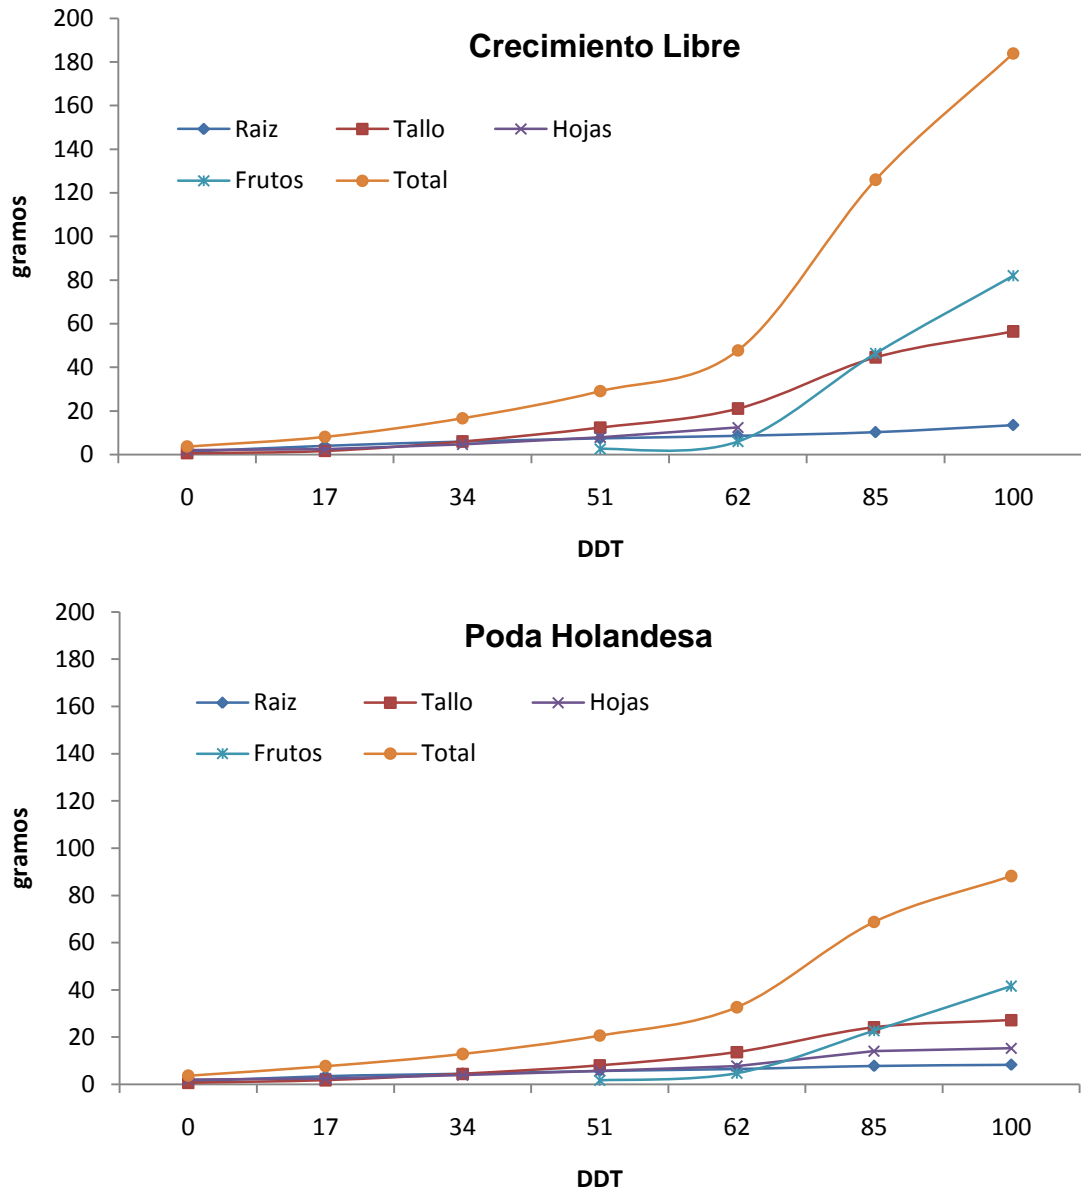 Crecimiento Libre
200
180
160
140
120
100
80
60
40
20
0
gramos
Raiz Tallo Hojas
Frutos Total
0 17 34 51 62 85 100
DDT
Poda Holandesa
200
180
160
140
120
100
80
60
40
20
0
gramos
Raiz Tallo Hojas
Frutos Total
0 17 34 51 62 85 100
DDT